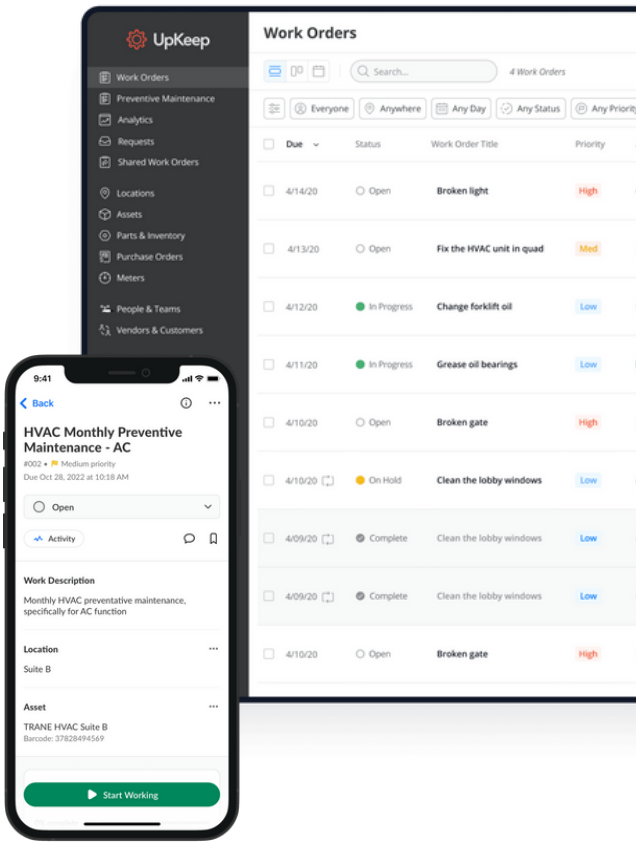 UpKeep
Work Orders
Preventive Maintenance
Analytics
Requests
Shared Work Orders
Locations
Assets
Parts & Inventory
Purchase Orders
Meters
People & Teams
Vendors & Customers
Work Orders
Search...
4 Work Orders
Everyone Anywhere Any Day Any Status Any Priority
Due Status Work Order Title Priority
4/14/20 Open Broken light High
4/13/20 Open Fix the HVAC unit in quad Med
4/12/20 In Progress Change forklift oil Low
4/11/20 In Progress Grease oil bearings Low
4/10/20 Open Broken gate High
4/10/20 On Hold Clean the lobby windows Low
4/09/20 Complete Clean the lobby windows Low
4/09/20 Complete Clean the lobby windows Low
4/10/20 Open Broken gate High
9:41
Back
HVAC Monthly Preventive
Maintenance - AC
#002 • Medium priority
Due Oct 28, 2022 at 10:18 AM
Open
Activity
Work Description
Monthly HVAC preventative maintenance,
specifically for AC function
Location
Suite B
Asset
TRANE HVAC Suite B
Barcode: 37828494569
Start Working